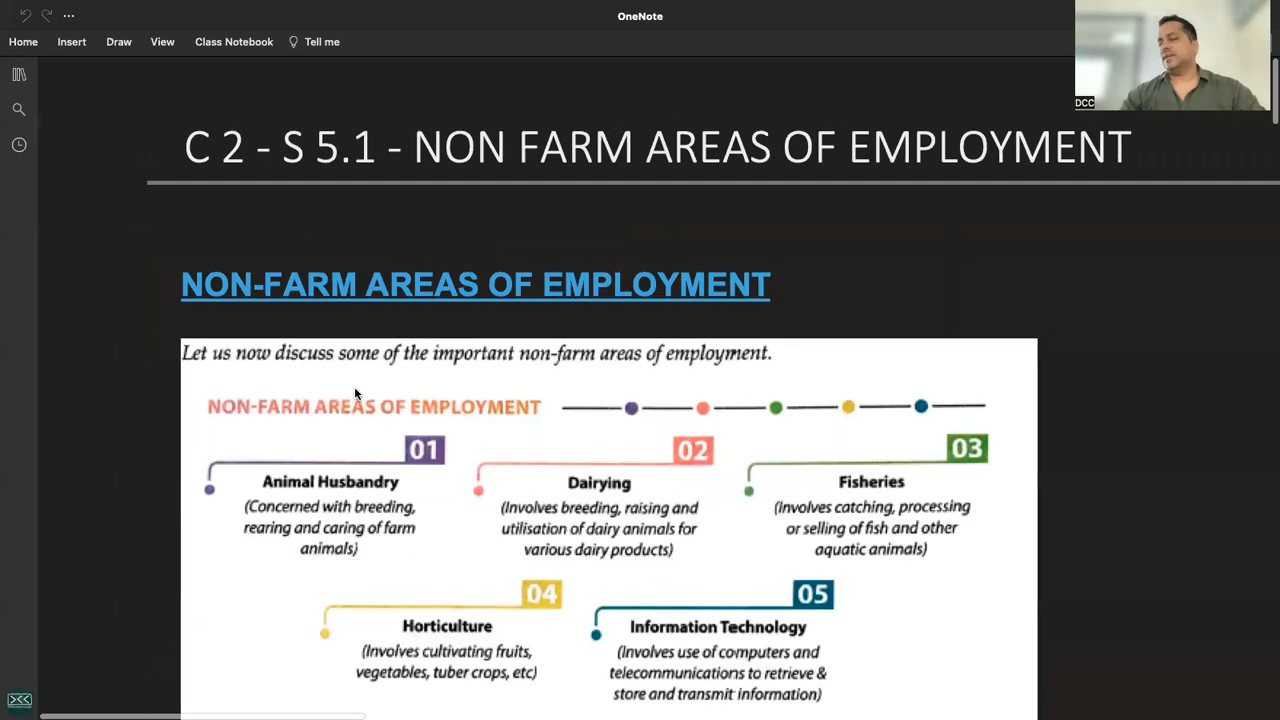 OneNote
Home Insert Draw View Class Notebook Tell me
DCC
C 2 - S 5.1 - NON FARM AREAS OF EMPLOYMENT
NON-FARM AREAS OF EMPLOYMENT
Let us now discuss some of the important non-farm areas of employment.
NON-FARM AREAS OF EMPLOYMENT
01
Animal Husbandry
(Concerned with breeding,
rearing and caring of farm
animals)
02
Dairying
(Involves breeding, raising and
utilisation of dairy animals for
various dairy products)
03
Fisheries
(Involves catching, processing
or selling of fish and other
aquatic animals)
04
Horticulture
(Involves cultivating fruits,
vegetables, tuber crops, etc)
05
Information Technology
(Involves use of computers and
telecommunications to retrieve &
store and transmit information)